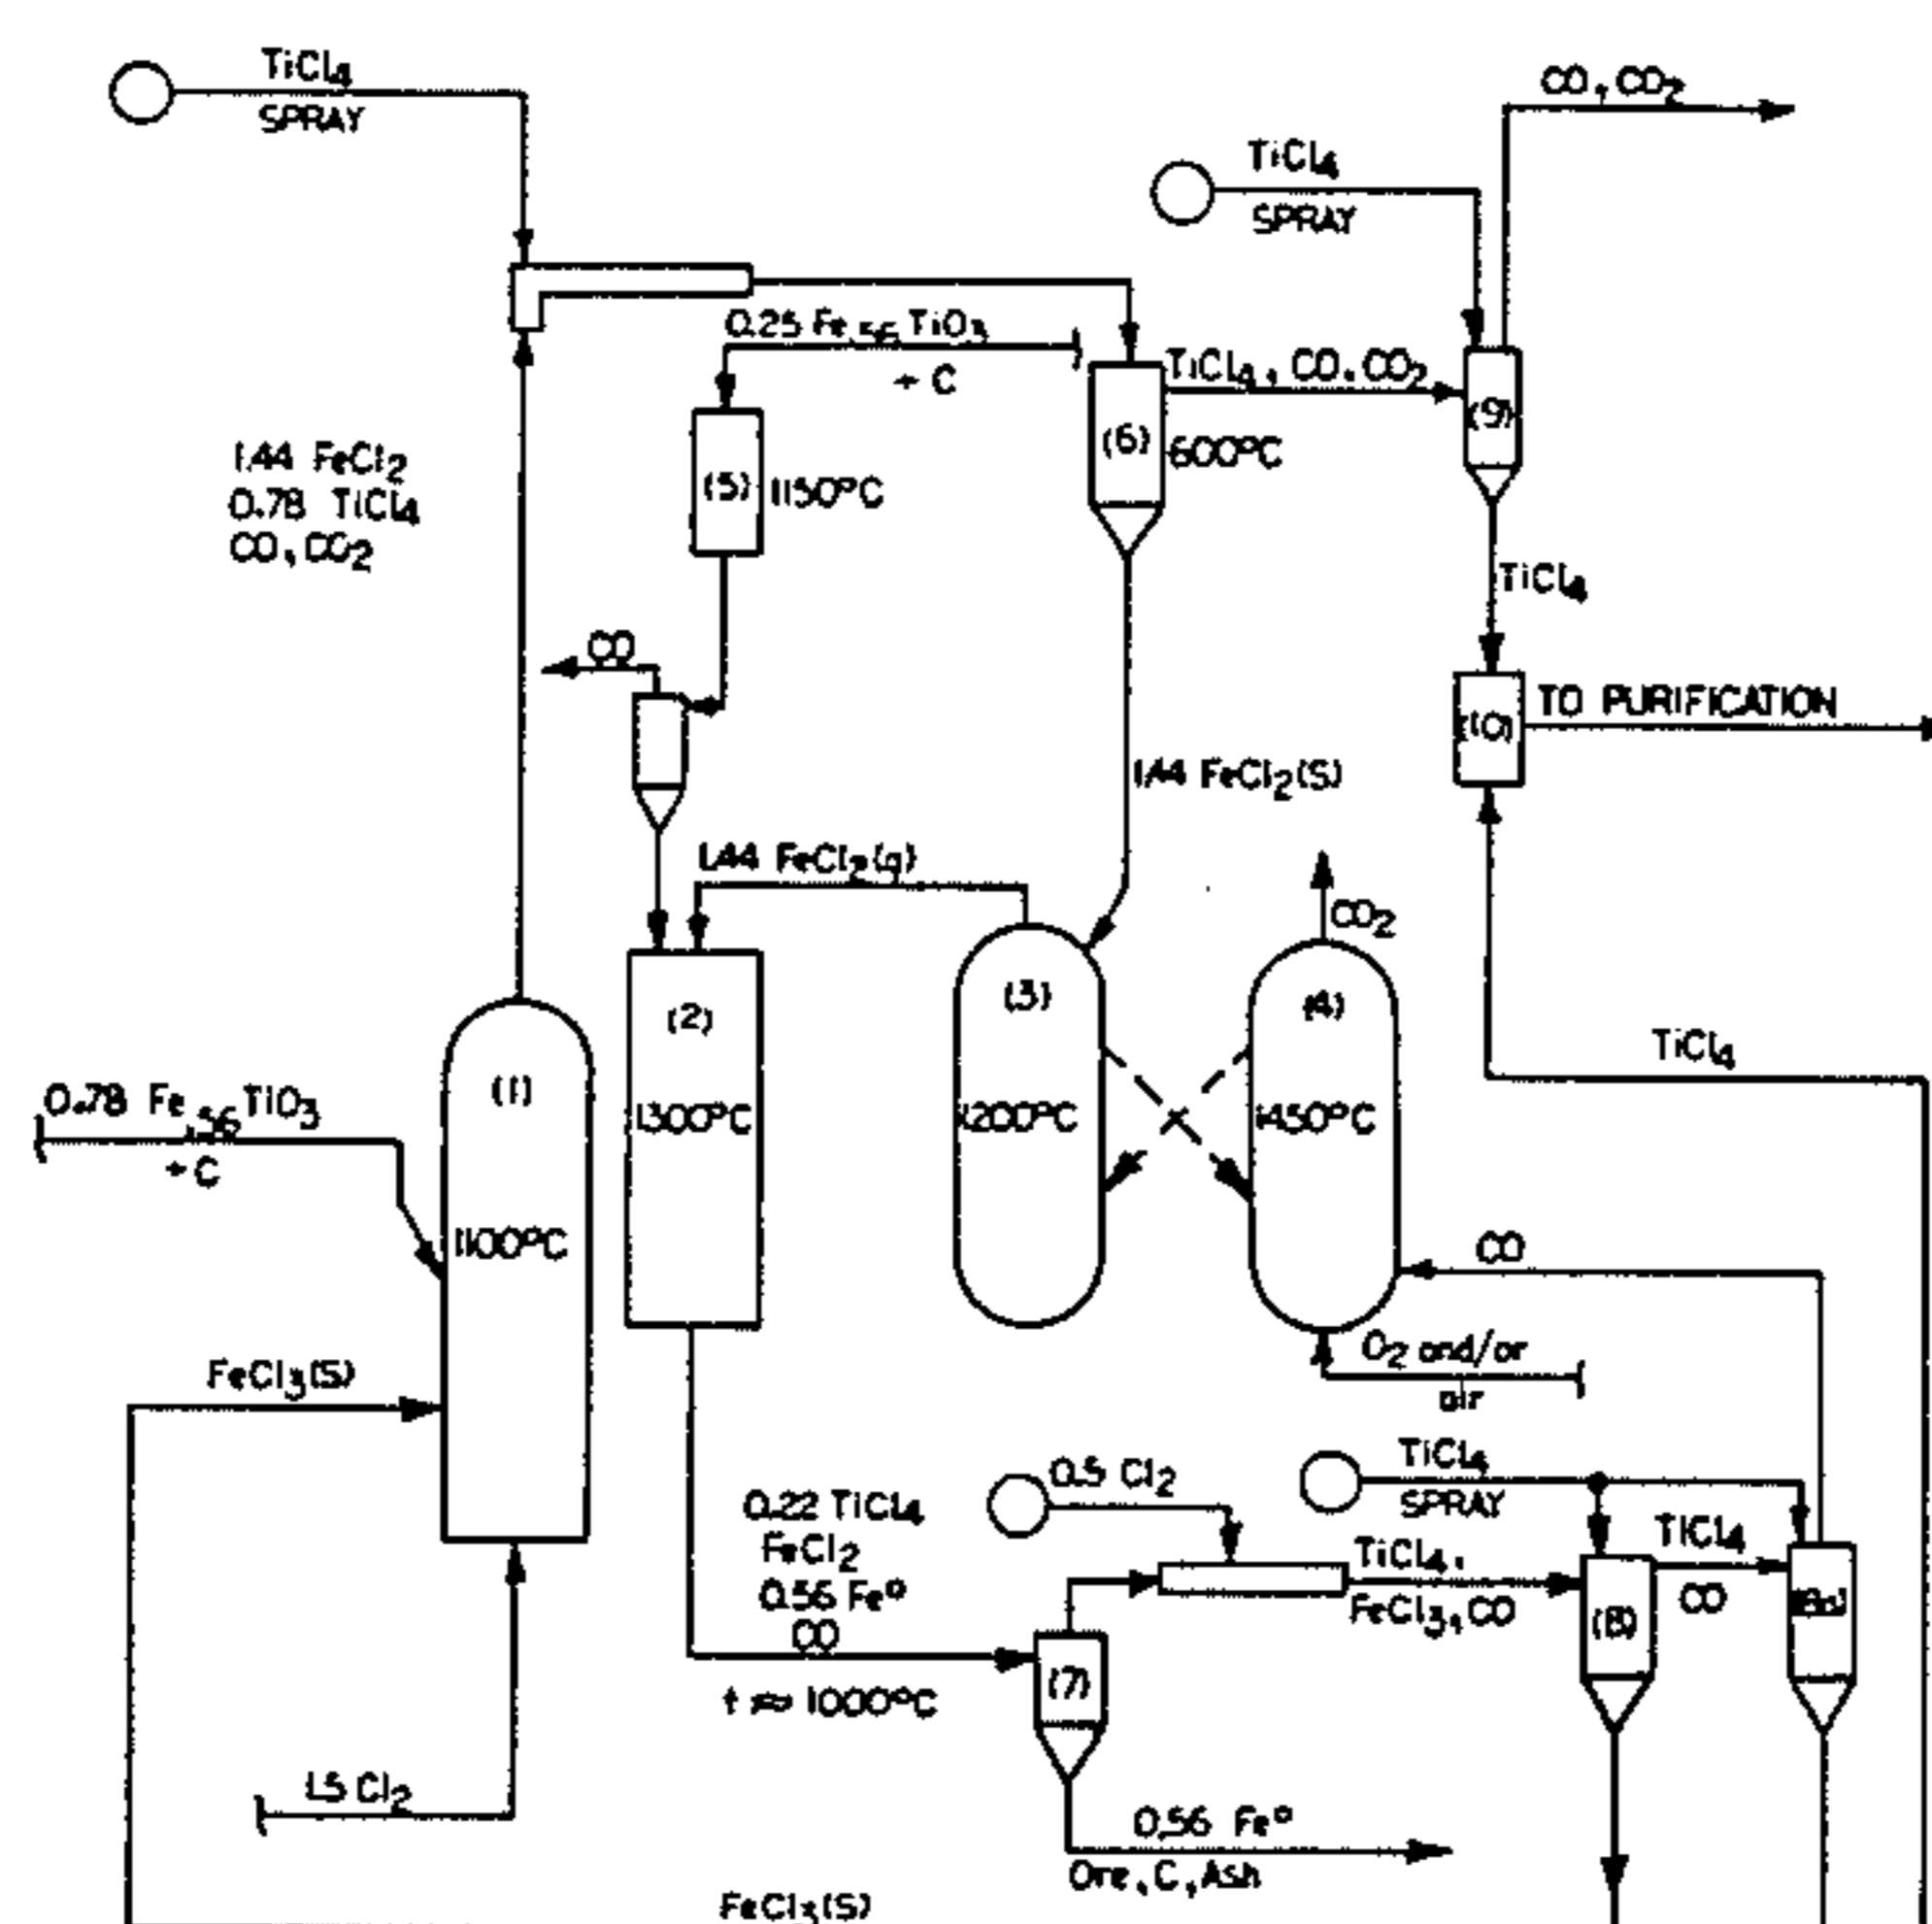 TiCl4
SPRAY
CO, CO2
TiCl4
SPRAY
0.25 Fe.56 TiO3
+ C
TiCl4, CO, CO2
(9)
(6)
600°C
(5)
1150°C
1.44 FeCl2
0.78 TiCl4
CO, CO2
TiCl4
CO
(10)
TO PURIFICATION
1.44 FeCl2(S)
1.44 FeCl2(g)
CO2
(3)
(4)
(2)
TiCl4
(1)
0.78 Fe.56 TiO3
+ C
1300°C
1200°C
1450°C
1100°C
CO
O2 and/or
air
FeCl3(S)
TiCl4
SPRAY
0.5 Cl2
0.22 TiCl4
FeCl2
0.56 Fe°
CO
t ≈ 1000°C
TiCl4,
FeCl3, CO
TiCl4
CO
(8)
(7)
1.5 Cl2
0.56 Fe°
Ore, C, Ash
FeCl3(S)